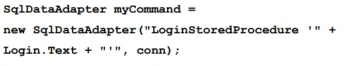 SqlDataAdapter myCommand =
new SqlDataAdapter("LoginStoredProcedure '" +
Login.Text + "'", conn);